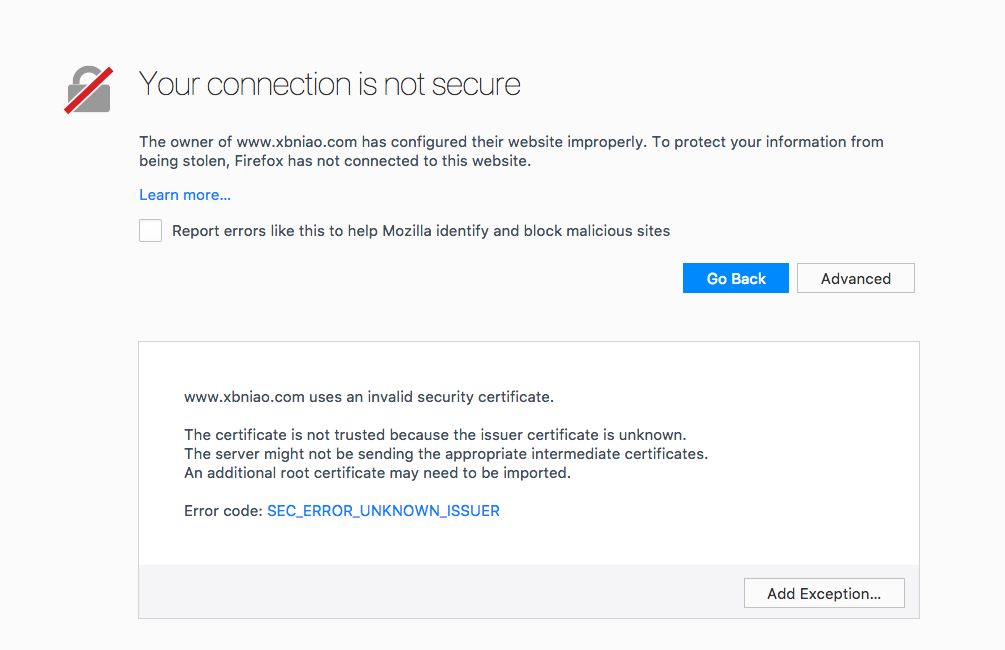 Your connection is not secure
The owner of www.xbniao.com has configured their website improperly. To protect your information from
being stolen, Firefox has not connected to this website.
Learn more...
Report errors like this to help Mozilla identify and block malicious sites
Go Back
Advanced
www.xbniao.com uses an invalid security certificate.
The certificate is not trusted because the issuer certificate is unknown.
The server might not be sending the appropriate intermediate certificates.
An additional root certificate may need to be imported.
Error code: SEC_ERROR_UNKNOWN_ISSUER
Add Exception...